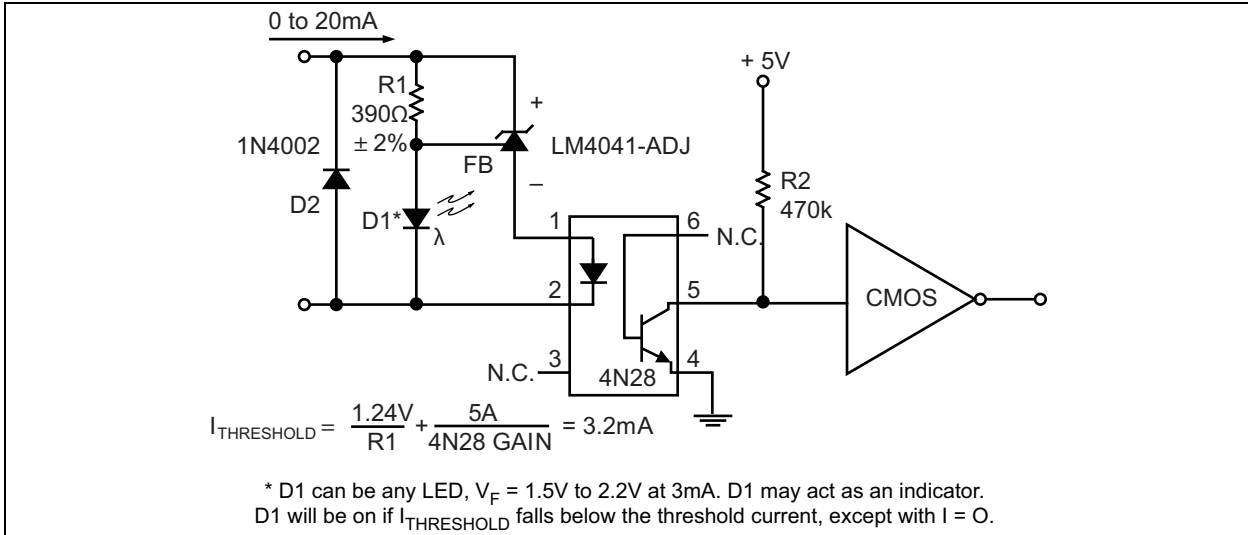 0 to 20mA
+ 5V
R1
390Ω
± 2%
+
1N4002
LM4041-ADJ
FB
–
D2
R2
470k
D1*
λ
1
6
N.C.
2
5
CMOS
3
N.C.
4N28
4
I THRESHOLD = 1.24V / R1 + 5A / 4N28 GAIN = 3.2mA
* D1 can be any LED, VF = 1.5V to 2.2V at 3mA. D1 may act as an indicator.
D1 will be on if ITHRESHOLD falls below the threshold current, except with I = O.